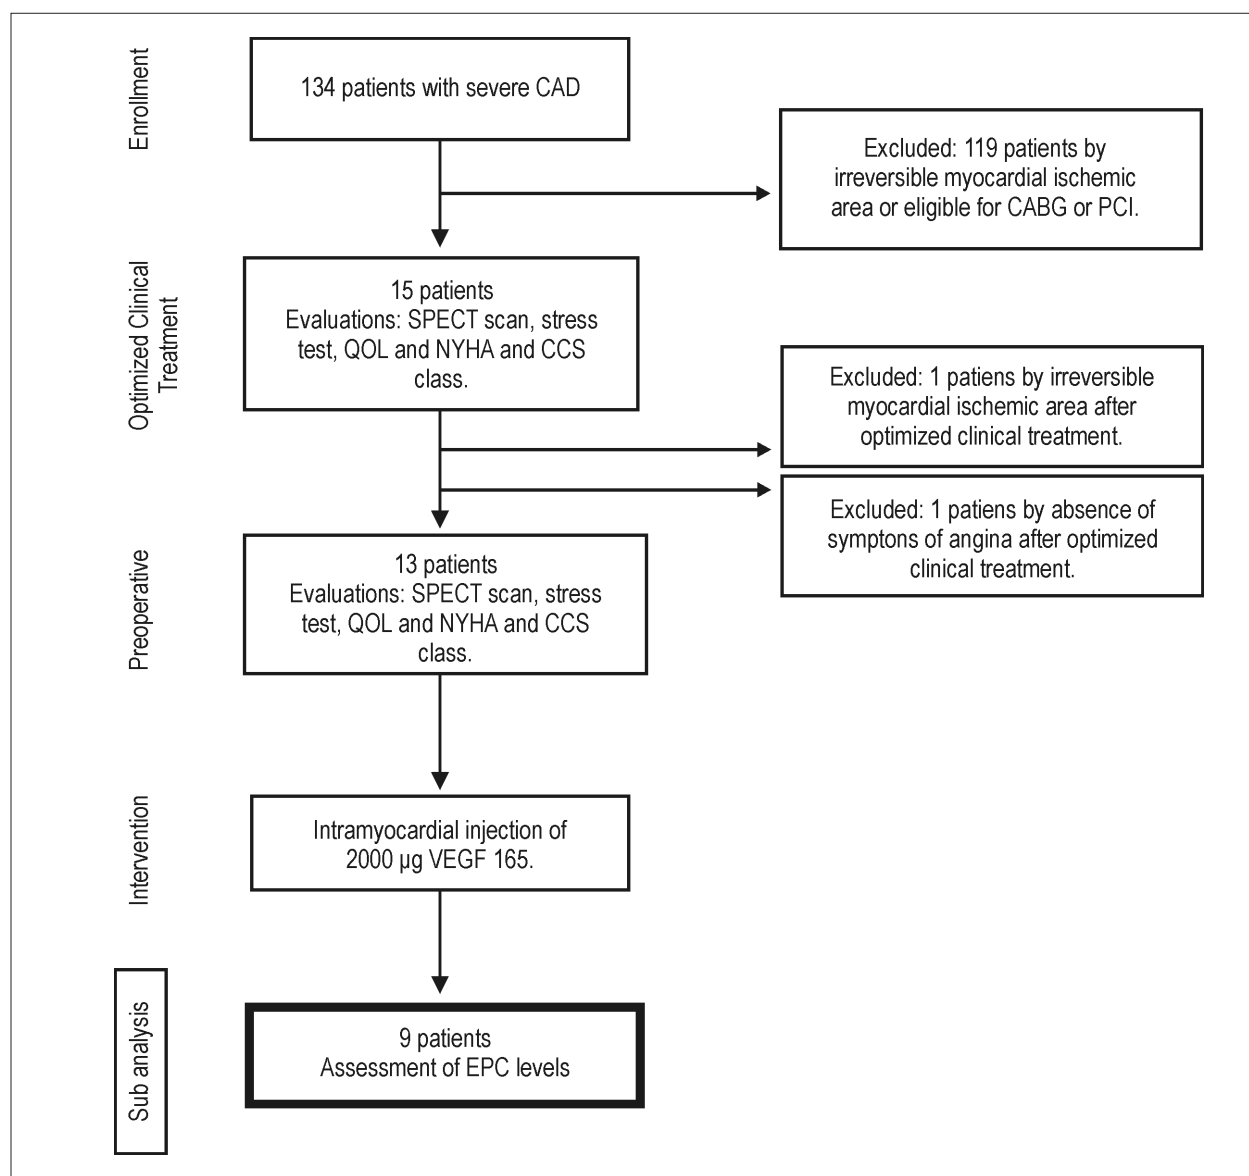 Enrollment
134 patients with severe CAD
Excluded: 119 patients by
irreversible myocardial ischemic
area or eligible for CABG or PCI.
Optimized Clinical
Treatment
15 patients
Evaluations: SPECT scan, stress
test, QOL and NYHA and CCS
class.
Excluded: 1 patiens by irreversible
myocardial ischemic area after
optimized clinical treatment.
Excluded: 1 patiens by absence of
symptons of angina after optimized
clinical treatment.
Preoperative
13 patients
Evaluations: SPECT scan, stress
test, QOL and NYHA and CCS
class.
Intervention
Intramyocardial injection of
2000 µg VEGF 165.
Sub analysis
9 patients
Assessment of EPC levels